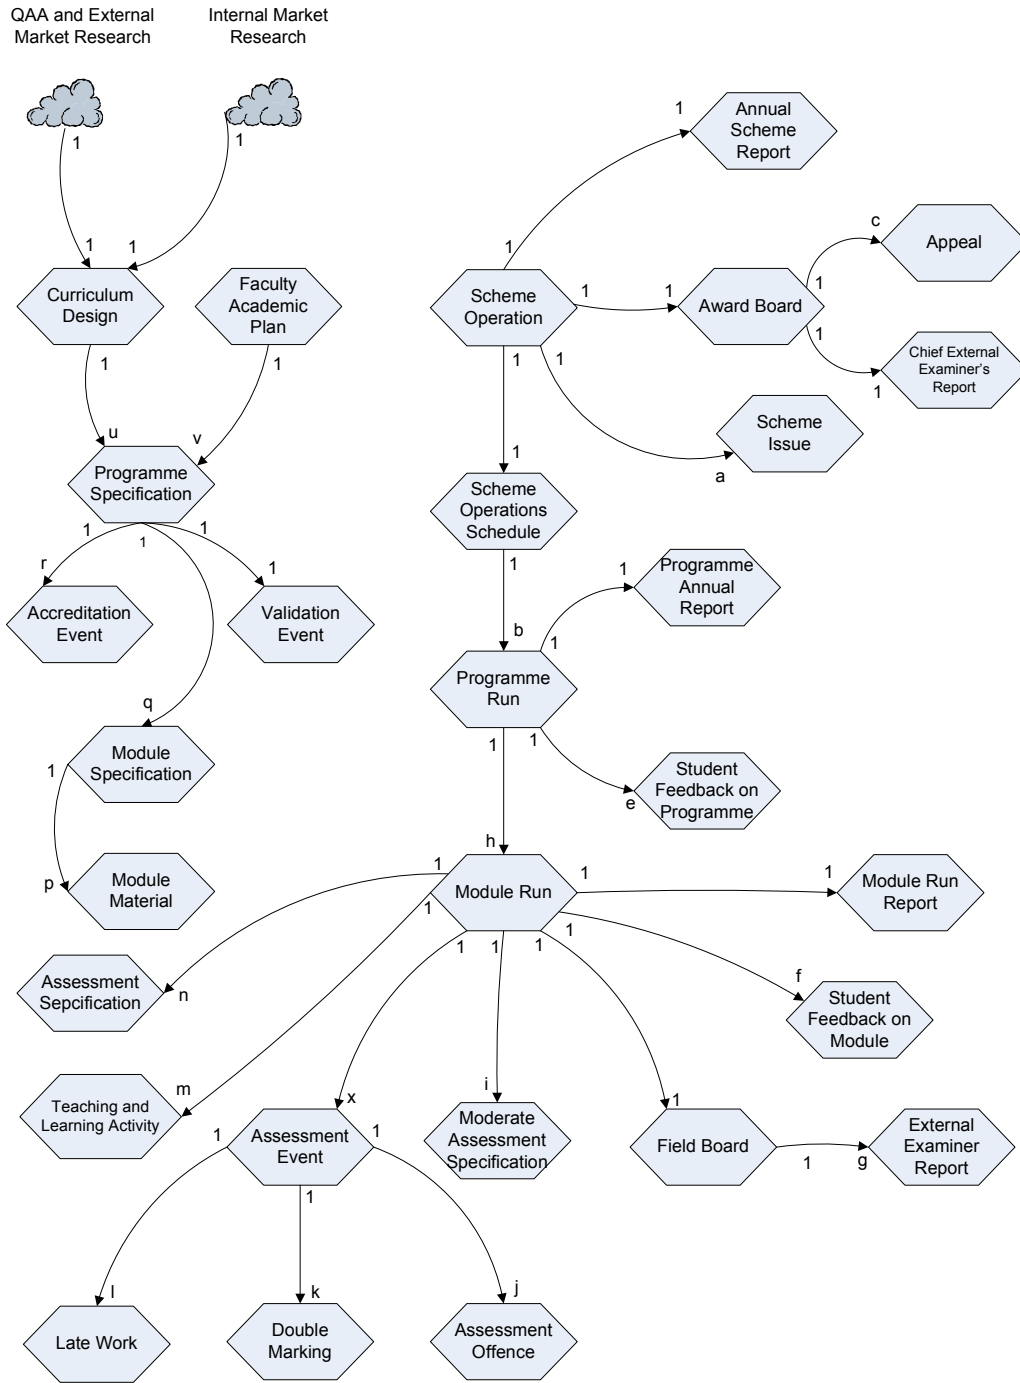 QAA and External
Market Research
Internal Market
Research
1
1
1
1
Curriculum
Design
Faculty
Academic
Plan
1
1
u
v
Programme
Specification
1
1
1
r
1
Accreditation
Event
Validation
Event
q
Module
Specification
1
p
Module
Material
1
Annual
Scheme
Report
1
Scheme
Operation
1
1
Award Board
c
Appeal
1
1
Chief External
Examiner's
Report
1
1
1
Scheme
Issue
a
1
Scheme
Operations
Schedule
1
b
Programme
Run
1
Programme
Annual
Report
1
1
1
Student
Feedback on
Programme
e
h
Module Run
1
1
1
1
Module Run
Report
1
1
1
1
Assessment
Sepcification
n
f
Student
Feedback on
Module
m
Teaching and
Learning Activity
x
i
1
1
Assessment
Event
1
Moderate
Assessment
Specification
Field Board
External
Examiner
Report
1
g
1
l
k
j
Late Work
Double
Marking
Assessment
Offence